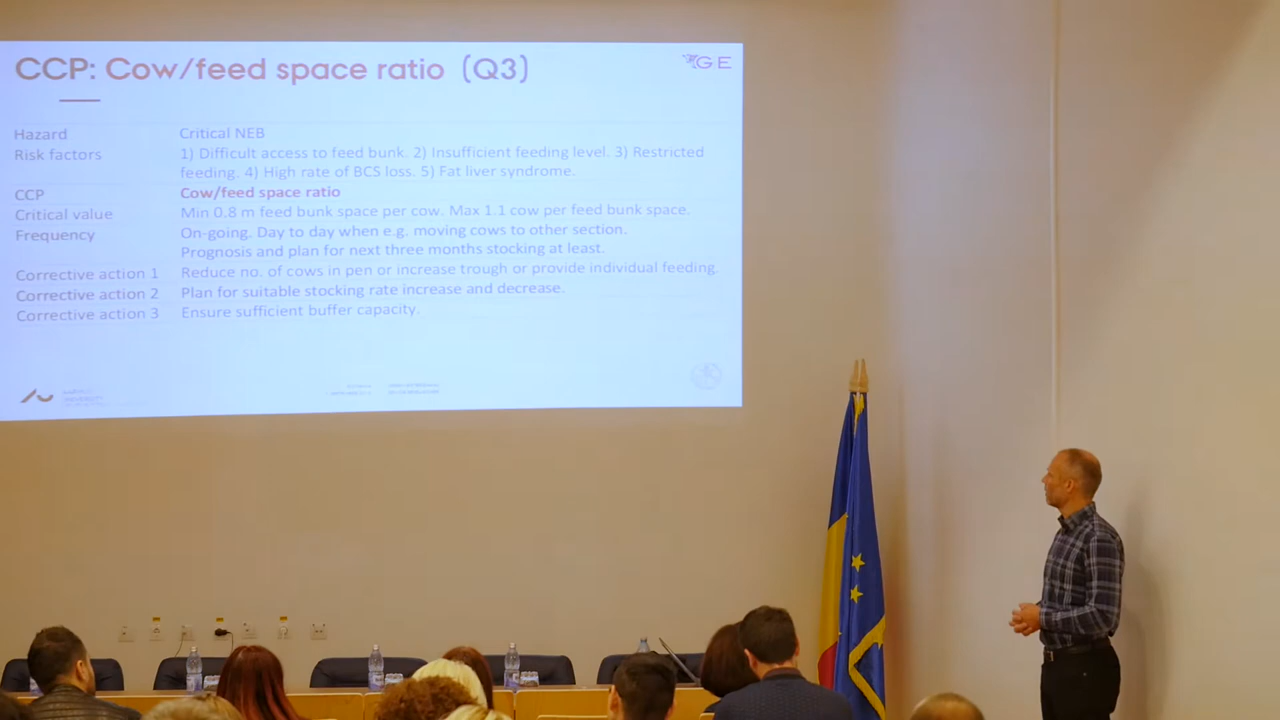 CCP: Cow/feed space ratio (Q3)
GE
Hazard Critical NEB
Risk factors 1) Difficult access to feed bunk. 2) Insufficient feeding level. 3) Restricted
feeding. 4) High rate of BCS loss. 5) Fat liver syndrome.
CCP Cow/feed space ratio
Critical value Min 0.8 m feed bunk space per cow. Max 1.1 cow per feed bunk space.
Frequency On-going. Day to day when e.g. moving cows to other section.
Prognosis and plan for next three months stocking at least.
Corrective action 1 Reduce no. of cows in pen or increase trough or provide individual feeding.
Corrective action 2 Plan for suitable stocking rate increase and decrease.
Corrective action 3 Ensure sufficient buffer capacity.
UNIVERSITY